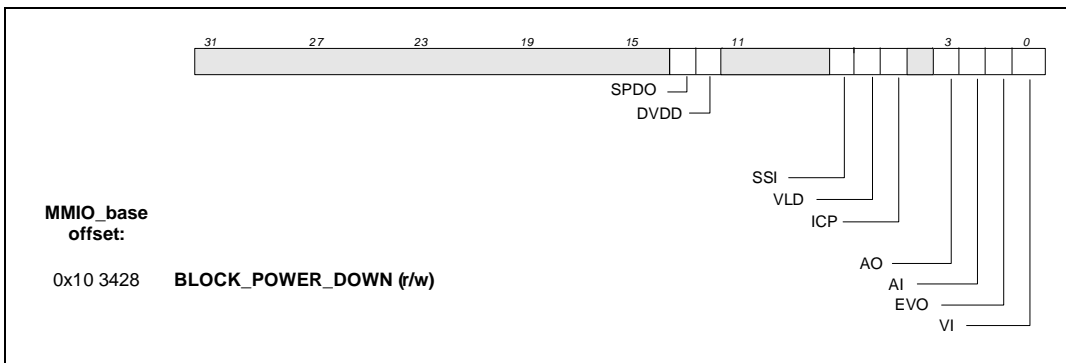 31 27 23 19 15 11 3 0
SPDO
DVDD
SSI
VLD
MMIO_base
offset:
ICP
AO
0x10 3428 BLOCK_POWER_DOWN (r/w)
AI
EVO
VI